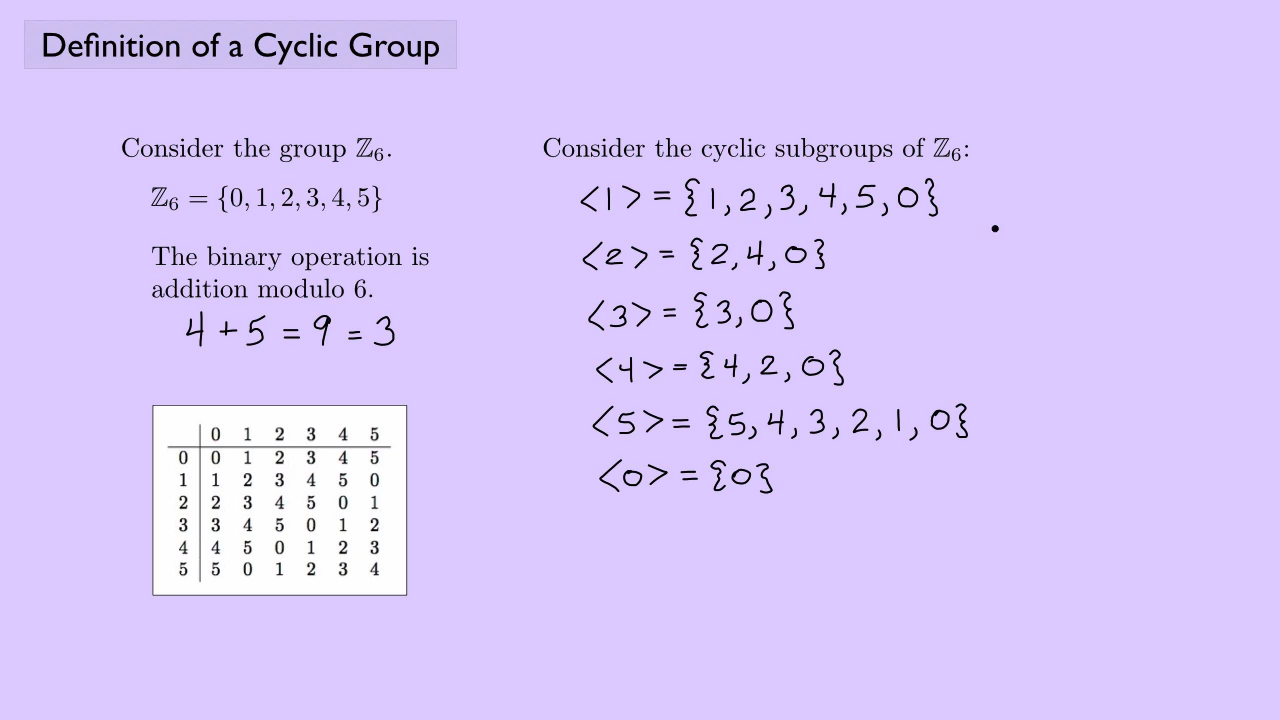 Definition of a Cyclic Group
Consider the group ℤ₆.
ℤ₆ = {0, 1, 2, 3, 4, 5}
The binary operation is
addition modulo 6.
4 + 5 = 9 = 3
0 1 2 3 4 5
0 0 1 2 3 4 5
1 1 2 3 4 5 0
2 2 3 4 5 0 1
3 3 4 5 0 1 2
4 4 5 0 1 2 3
5 5 0 1 2 3 4
Consider the cyclic subgroups of ℤ₆:
<1> = {1, 2, 3, 4, 5, 0}
<2> = {2, 4, 0}
<3> = {3, 0}
<4> = {4, 2, 0}
<5> = {5, 4, 3, 2, 1, 0}
<0> = {0}